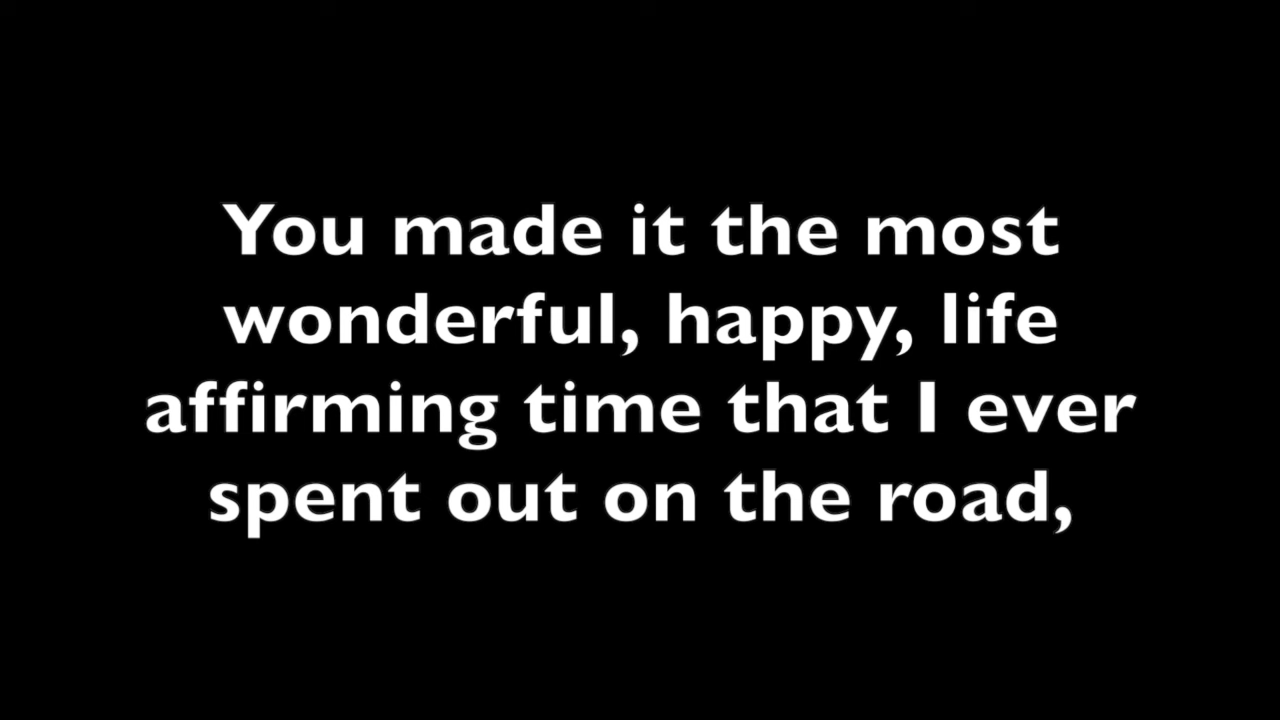 You made it the most
wonderful, happy, life
affirming time that I ever
spent out on the road,